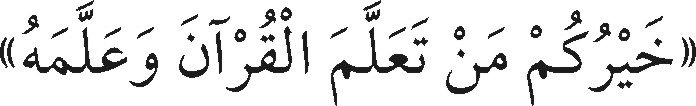 «خَيْرُكُمْ مَنْ تَعَلَّمَ الْقُرْآنَ وَعَلَّمَهُ»